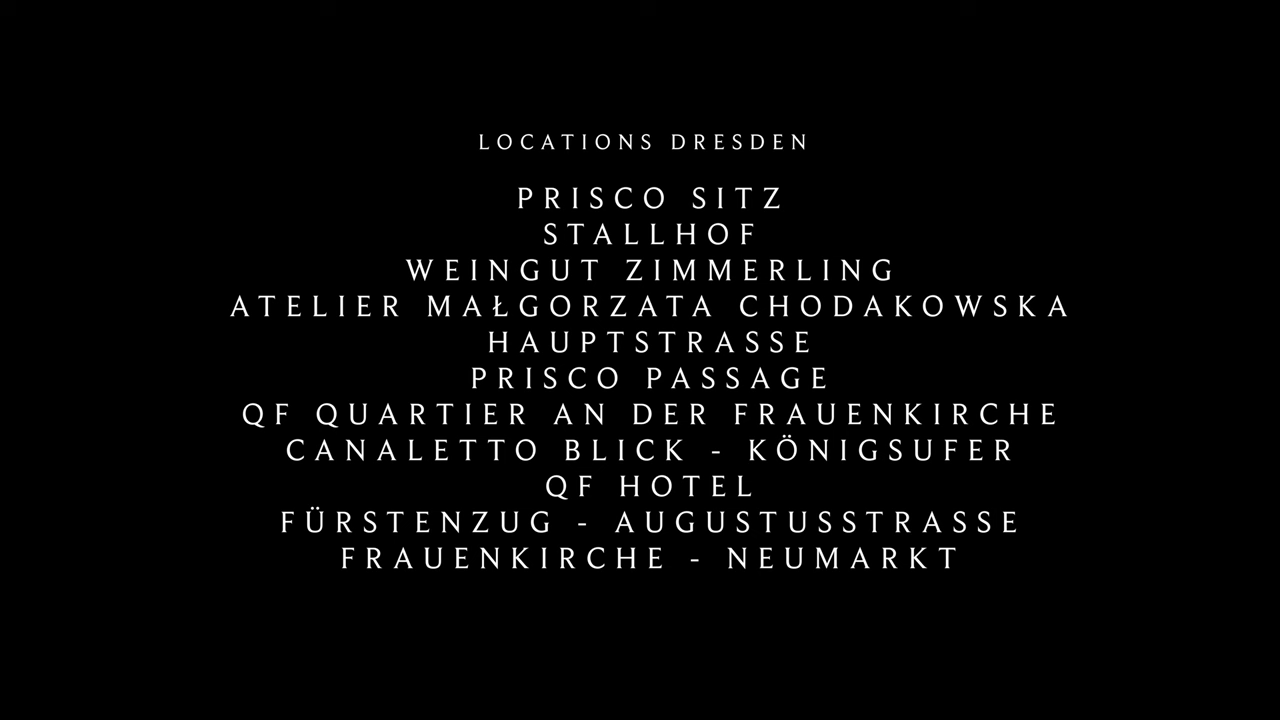 LOCATIONS DRESDEN
PRISCO SITZ
STALLHOF
WEINGUT ZIMMERLING
ATELIER MAŁGORZATA CHODAKOWSKA
HAUPTSTRASSE
PRISCO PASSAGE
QF QUARTIER AN DER FRAUENKIRCHE
CANALETTO BLICK - KÖNIGSUFER
QF HOTEL
FÜRSTENZUG - AUGUSTUSSTRASSE
FRAUENKIRCHE - NEUMARKT